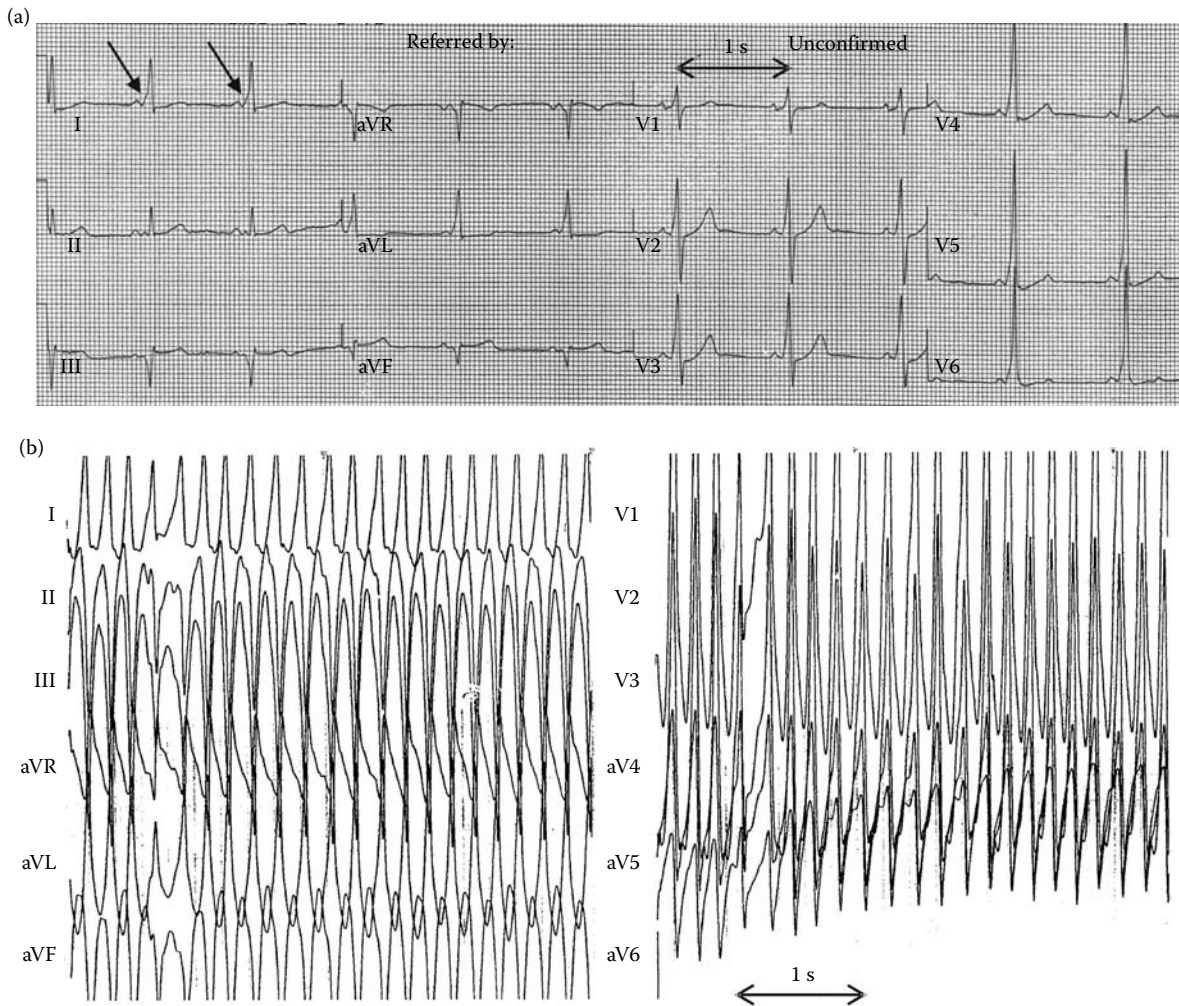 (a)
Referred by: 1 s Unconfirmed
I aVR V1 V4
II aVL V2 V5
III aVF V3 V6
(b)
I
II
III
aVR
aVL
aVF
V1
V2
V3
aV4
aV5
aV6
1 s